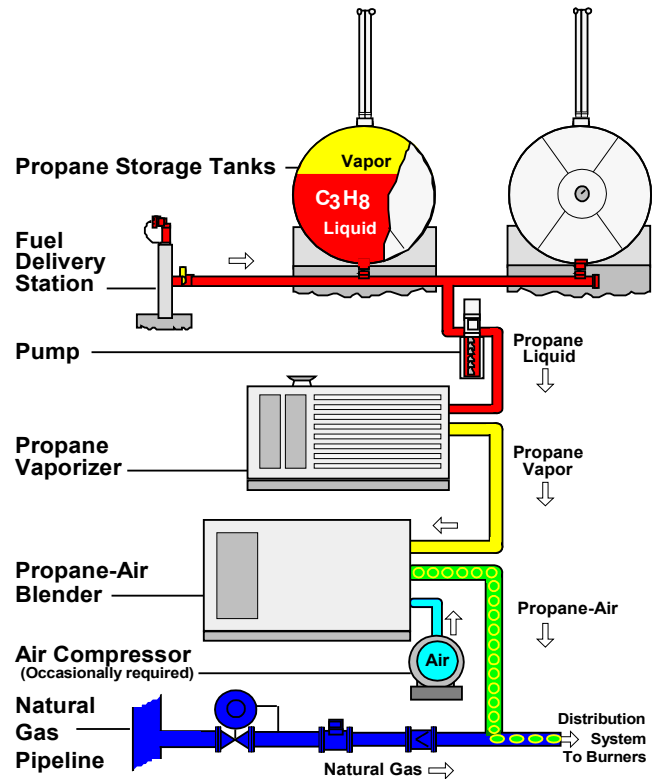 Propane Storage Tanks
Vapor
C3H8
Liquid
Fuel
Delivery
Station
Pump
Propane
Liquid
Propane
Vaporizer
Propane
Vapor
Propane-Air
Blender
Propane-Air
Air Compressor
(Occasionally required)
Air
Natural
Gas
Pipeline
Natural Gas
Distribution
System
To Burners